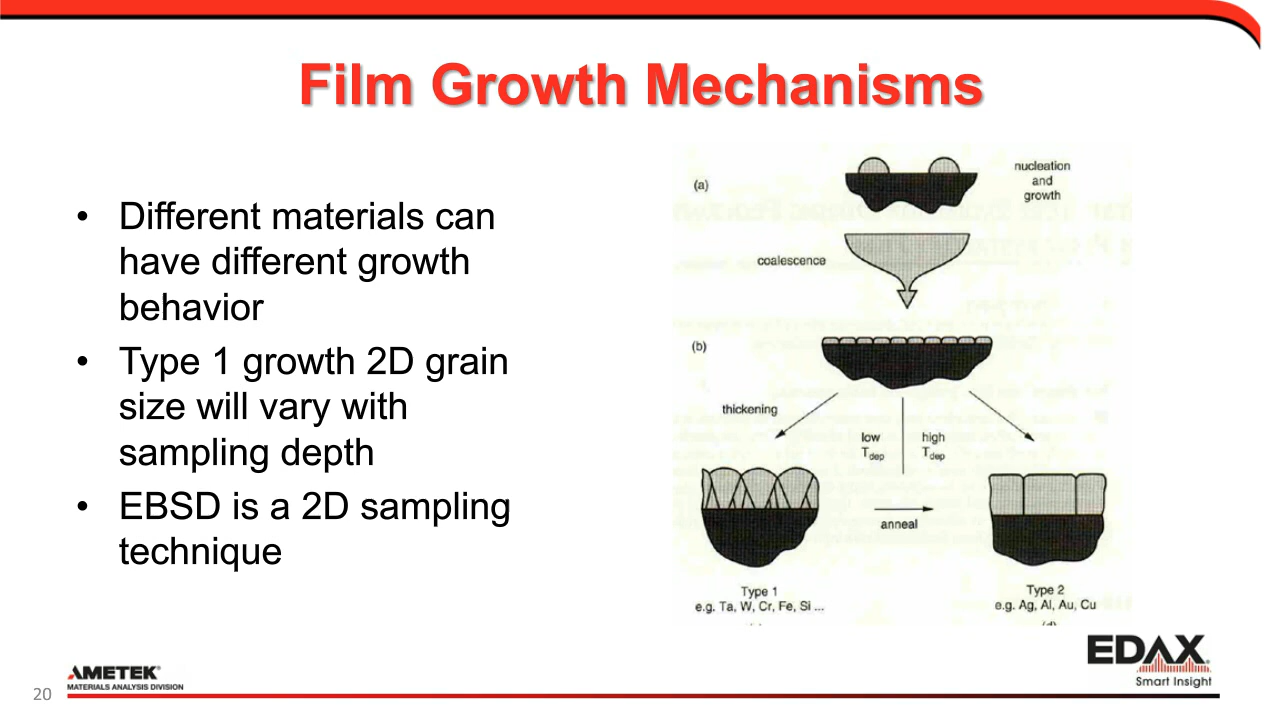 Film Growth Mechanisms
• Different materials can
have different growth
behavior
• Type 1 growth 2D grain
size will vary with
sampling depth
• EBSD is a 2D sampling
technique
(a)
nucleation
and
growth
coalescence
(b)
thickening
low
Tdep
high
Tdep
anneal
Type 1
e.g. Ta, W, Cr, Fe, Si ...
Type 2
e.g. Ag, Al, Au, Cu
20
AMETEK®
MATERIALS ANALYSIS DIVISION
EDAX
Smart Insight